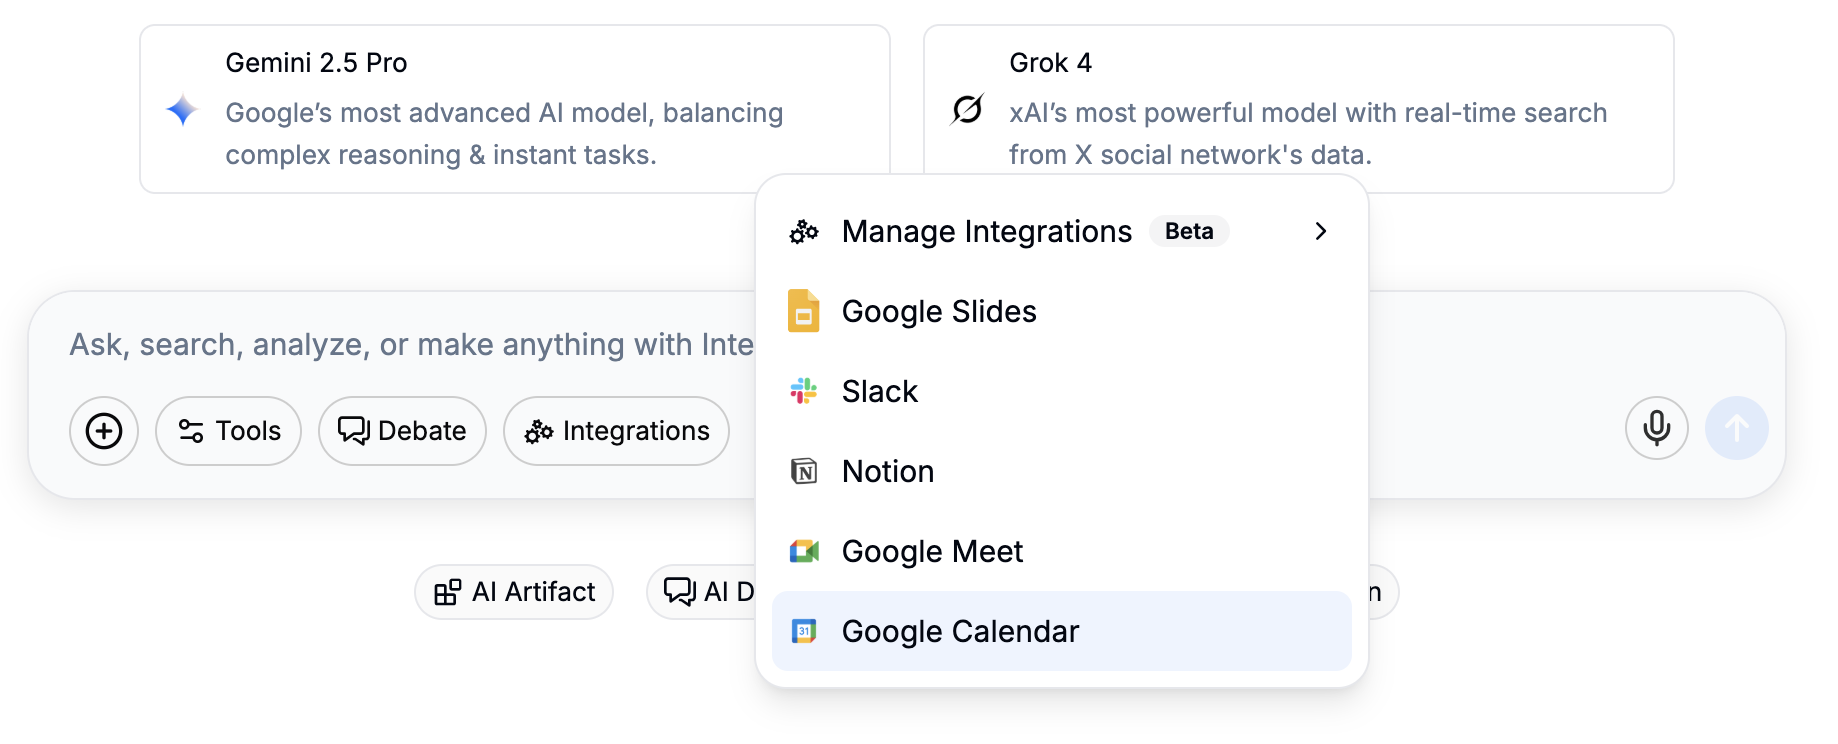 Gemini 2.5 Pro
Google’s most advanced AI model, balancing
complex reasoning & instant tasks.
Grok 4
xAI’s most powerful model with real-time search
from X social network's data.
Manage Integrations Beta
Google Slides
Slack
Notion
Google Meet
31 Google Calendar
Ask, search, analyze, or make anything with Inte
Tools
Debate
Integrations
AI Artifact
AI D
n